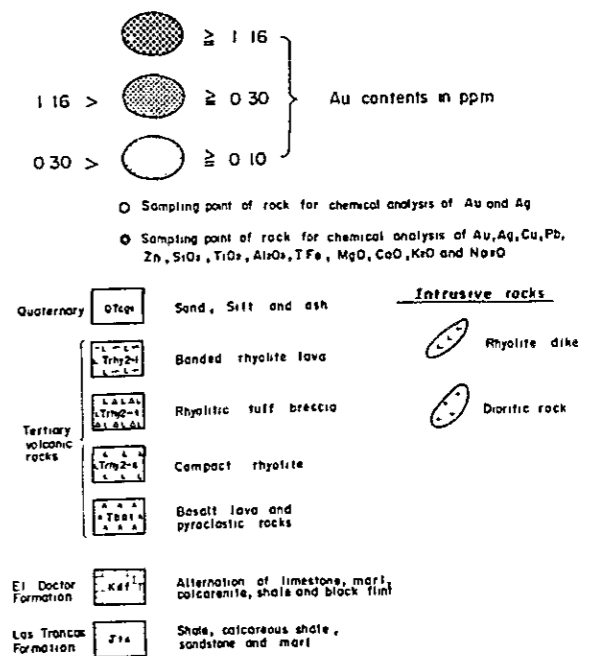 ≧ 1 16
1 16 > ≧ 0 30
Au contents in ppm
0 30 > ≧ 0 10
Sampling point of rock for chemical analysis of Au and Ag
Sampling point of rock for chemical analysis of Au, Ag, Cu, Pb,
Zn, SiO₂, TiO₂, Al₂O₃, TFe, MgO, CaO, K₂O and Na₂O
Quaternary QTcgs Sand, Silt and ash
Tertiary
volcanic
rocks
Trhy2-l Banded rhyolite lava
Trhy2-t Rhyolitic tuff breccia
Trhy2-s Compact rhyolite
Tbat Basalt lava and
pyroclastic rocks
El Doctor
Formation
Kdf Alternation of limestone, marl,
calcarenite, shale and black flint
Las Trancas
Formation
Jta Shale, calcareous shale,
sandstone and marl
Intrusive rocks
Rhyolite dike
Dioritic rock